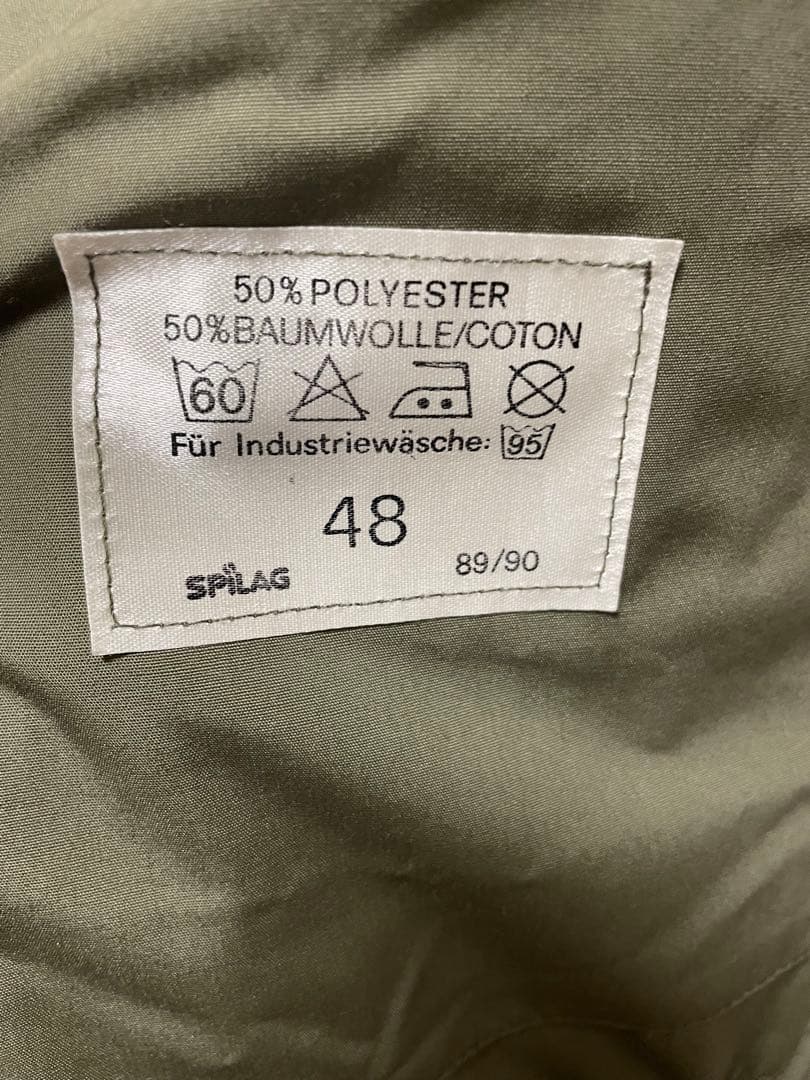 50% POLYESTER
50% BAUMWOLLE/COTON
60
Für Industriewäsche: 95
48
SPILAG
89/90